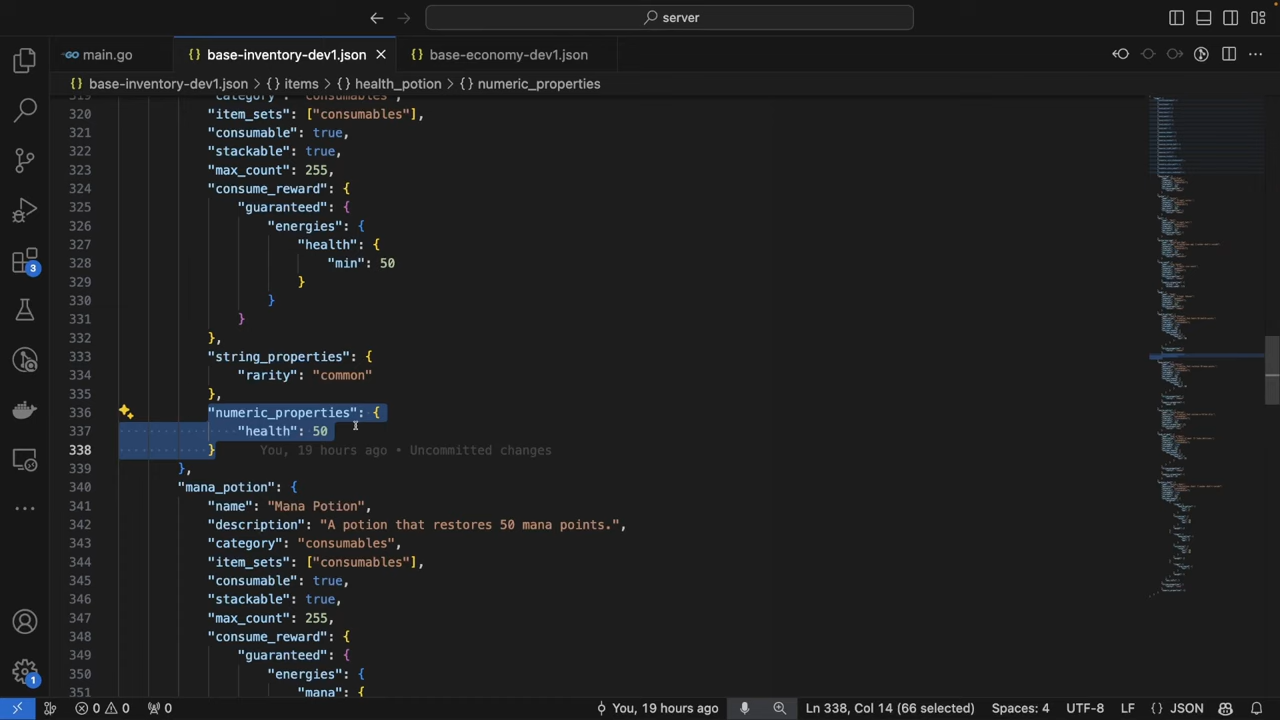 server
main.go
{} base-inventory-dev1.json
{} base-economy-dev1.json
{} base-inventory-dev1.json > {} items > {} health_potion > {} numeric_properties
319 "category": "consumables",
320 "item_sets": ["consumables"],
321 "consumable": true,
322 "stackable": true,
323 "max_count": 255,
324 "consume_reward": {
325 "guaranteed": {
326 "energies": {
327 "health": {
328 "min": 50
329 }
330 }
331 }
332 },
333 "string_properties": {
334 "rarity": "common"
335 },
336 "numeric_properties": {
337 "health": 50
338 } You, 19 hours ago • Uncommitted changes
339 },
340 "mana_potion": {
341 "name": "Mana Potion",
342 "description": "A potion that restores 50 mana points.",
343 "category": "consumables",
344 "item_sets": ["consumables"],
345 "consumable": true,
346 "stackable": true,
347 "max_count": 255,
348 "consume_reward": {
349 "guaranteed": {
350 "energies": {
351 "mana": {
3
1
0 0 0 You, 19 hours ago Ln 338, Col 14 (66 selected) Spaces: 4 UTF-8 LF {} JSON